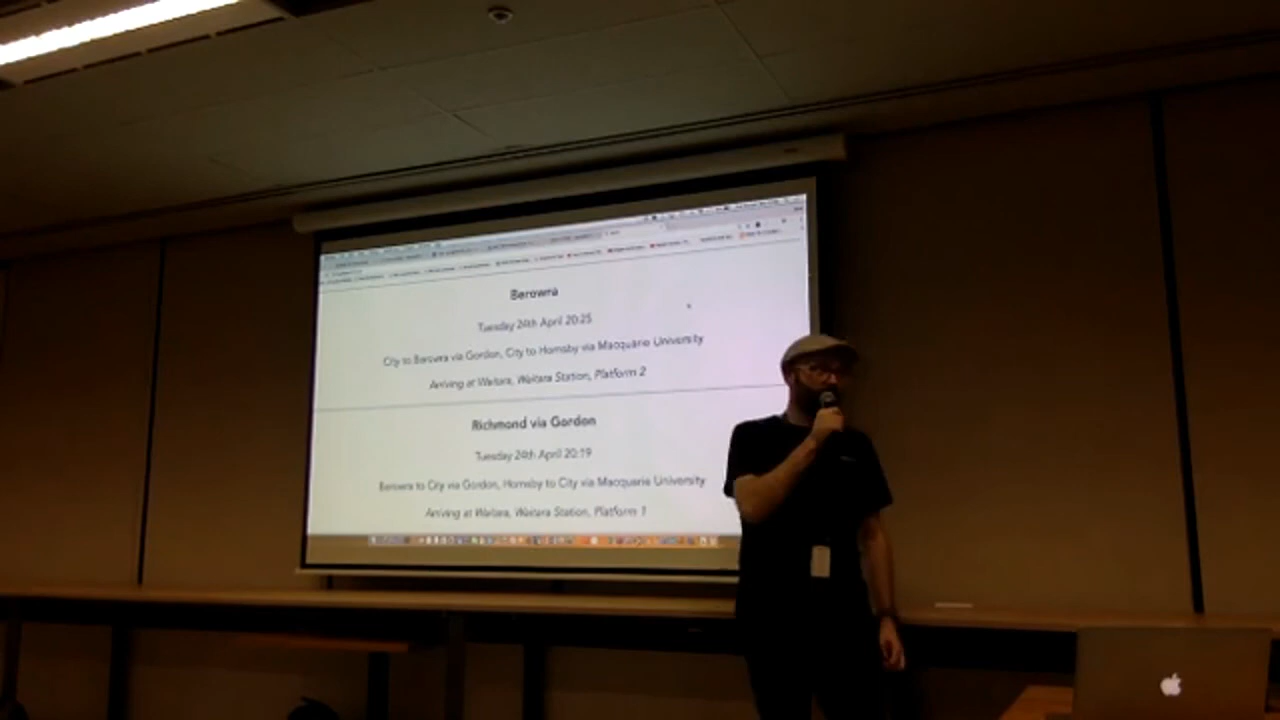 Berowra
Tuesday 24th April 20:25
City to Berowra via Gordon, City to Hornsby via Macquarie University
Arriving at Waitara, Waitara Station, Platform 2
Richmond via Gordon
Tuesday 24th April 20:19
Berowra to City via Gordon, Hornsby to City via Macquarie University
Arriving at Waitara, Waitara Station, Platform 1